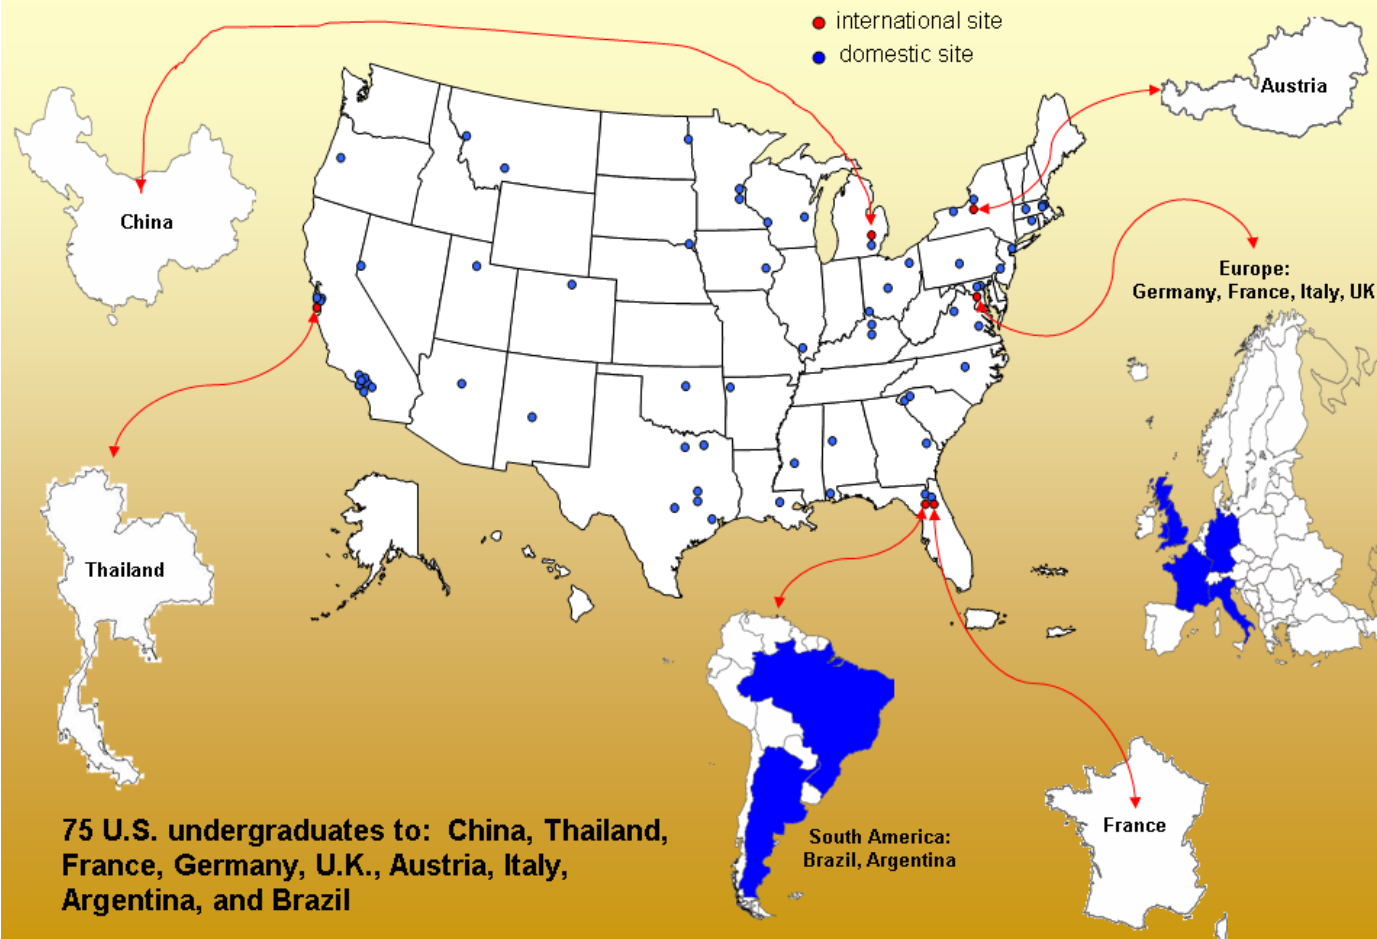 international site
domestic site
Austria
China
Europe:
Germany, France, Italy, UK
Thailand
75 U.S. undergraduates to:  China, Thailand,
France, Germany, U.K., Austria, Italy,
Argentina, and Brazil
South America:
Brazil, Argentina
France